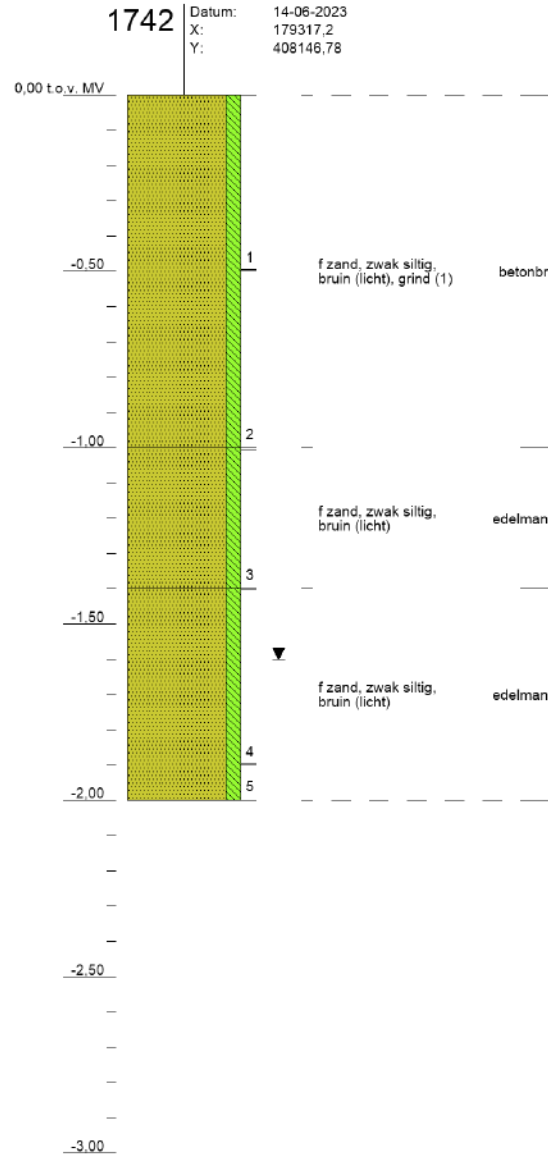 1742
Datum: 14-06-2023
X: 179317,2
Y: 408146,78
0,00 t.o.v. MV
1
-0,50
f zand, zwak siltig, betonbr
bruin (licht), grind (1)
2
-1,00
f zand, zwak siltig, edelman
bruin (licht)
3
-1,50
f zand, zwak siltig, edelman
bruin (licht)
4
5
-2,00
-2,50
-3,00